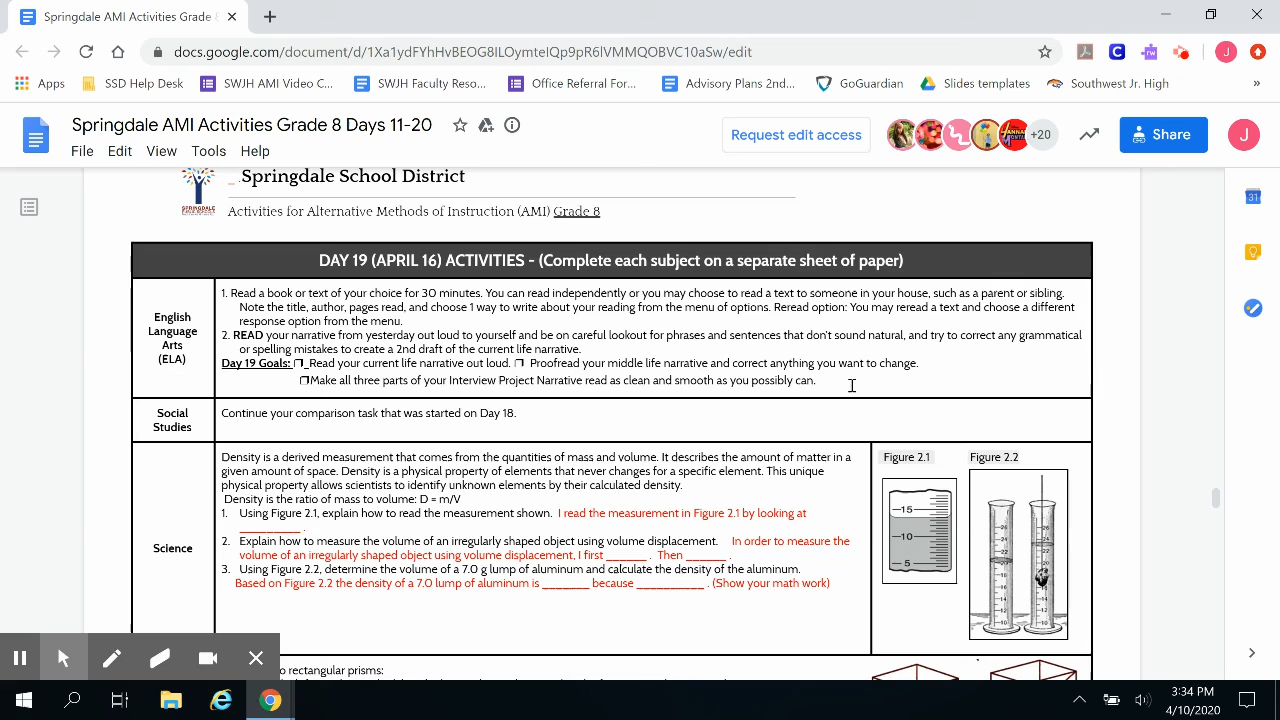 Springdale AMI Activities Grade 8
docs.google.com/document/d/1Xa1ydFYhHvBEOG8ILOymteIQp9pR6lVMMQOBVC10aSw/edit
J
Apps SSD Help Desk SWJH AMI Video C... SWJH Faculty Reso... Office Referral For... Advisory Plans 2nd... GoGuardian Slides templates Southwest Jr. High »
Springdale AMI Activities Grade 8 Days 11-20
File Edit View Tools Help
Request edit access
HANNA
+20
Share
J
31
SPRINGDALE
Springdale School District
Activities for Alternative Methods of Instruction (AMI) Grade 8
DAY 19 (APRIL 16) ACTIVITIES - (Complete each subject on a separate sheet of paper)
English
Language
Arts
(ELA)
1. Read a book or text of your choice for 30 minutes. You can read independently or you may choose to read a text to someone in your house, such as a parent or sibling.
Note the title, author, pages read, and choose 1 way to write about your reading from the menu of options. Reread option: You may reread a text and choose a different
response option from the menu.
2. READ your narrative from yesterday out loud to yourself and be on careful lookout for phrases and sentences that don't sound natural, and try to correct any grammatical
or spelling mistakes to create a 2nd draft of the current life narrative.
Day 19 Goals: ❐ _Read your current life narrative out loud. ❐ Proofread your middle life narrative and correct anything you want to change.
❐Make all three parts of your Interview Project Narrative read as clean and smooth as you possibly can.
Social
Studies
Continue your comparison task that was started on Day 18.
Science
Density is a derived measurement that comes from the quantities of mass and volume. It describes the amount of matter in a
given amount of space. Density is a physical property of elements that never changes for a specific element. This unique
physical property allows scientists to identify unknown elements by their calculated density.
Density is the ratio of mass to volume: D = m/V
1. Using Figure 2.1, explain how to read the measurement shown. I read the measurement in Figure 2.1 by looking at
_________ .
2. Explain how to measure the volume of an irregularly shaped object using volume displacement. In order to measure the
volume of an irregularly shaped object using volume displacement, I first ______ . Then ______ .
3. Using Figure 2.2, determine the volume of a 7.0 g lump of aluminum and calculate the density of the aluminum.
Based on Figure 2.2 the density of a 7.0 lump of aluminum is _______ because __________ . (Show your math work)
Figure 2.1
15
10
5
Figure 2.2
o rectangular prisms:
3:34 PM
4/10/2020